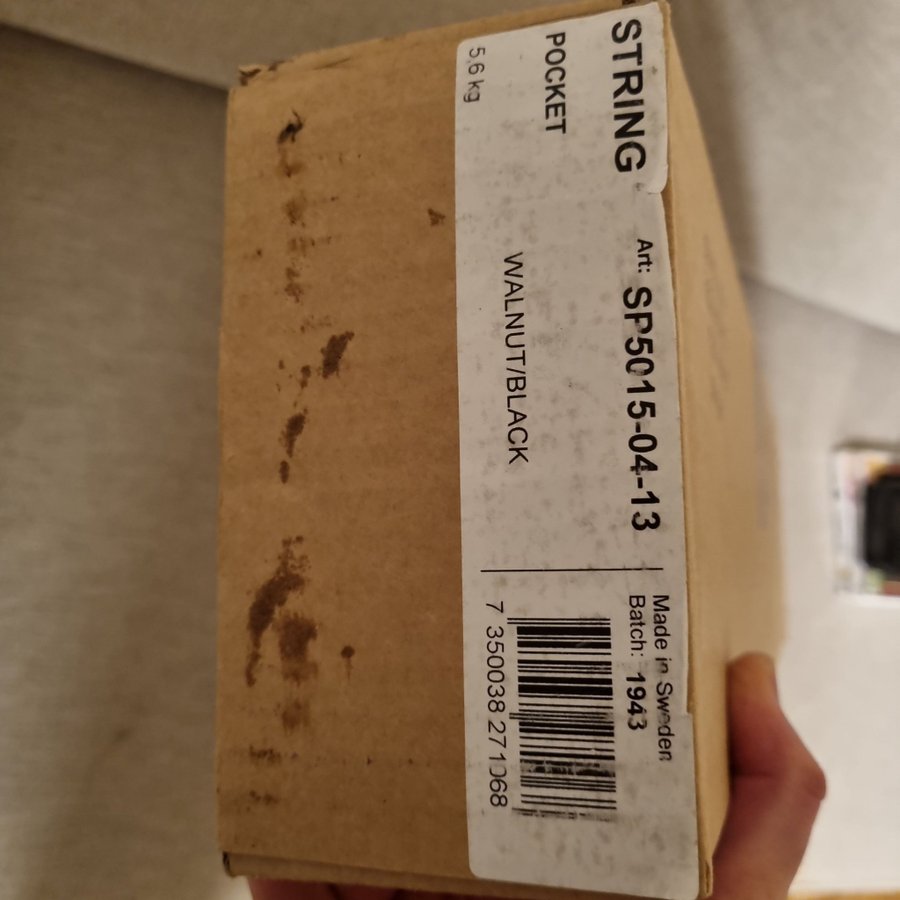 STRING
POCKET
5,6 kg
Art: SP5015-04-13
WALNUT/BLACK
Made in Sweden
Batch: 1943
7 350038 271068